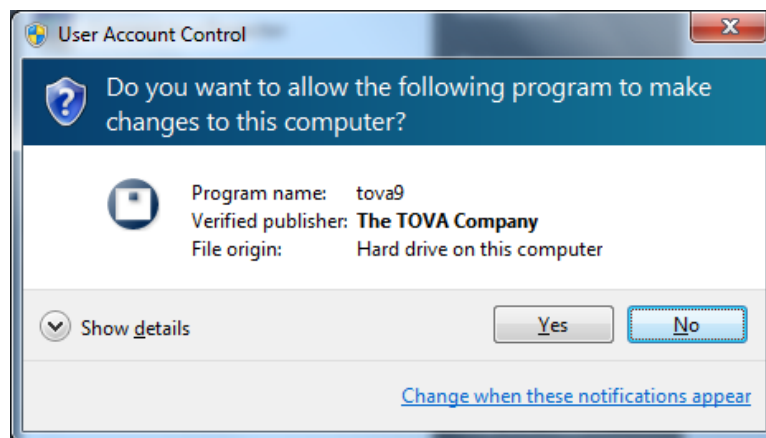 User Account Control
Do you want to allow the following program to make
changes to this computer?
Program name: tova9
Verified publisher: The TOVA Company
File origin: Hard drive on this computer
Show details
Yes
No
Change when these notifications appear